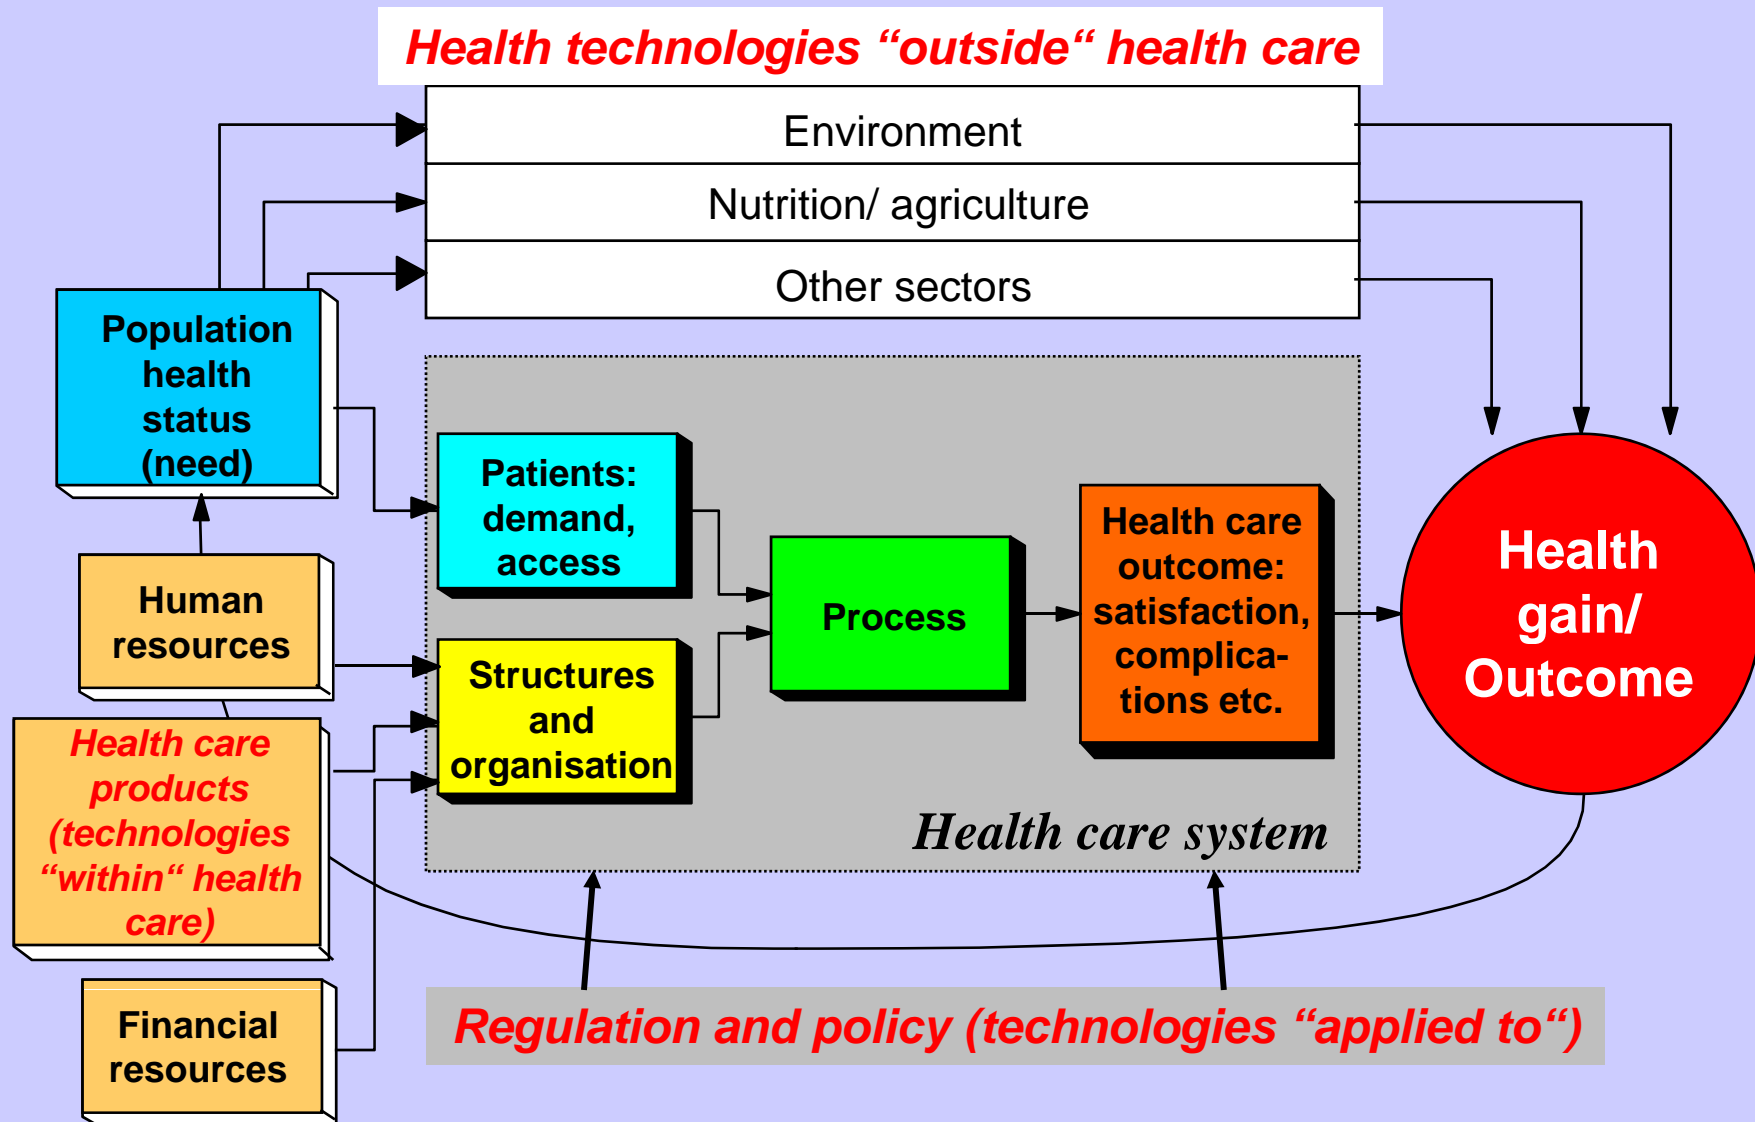 Health technologies “outside“ health care
Environment
Nutrition/ agriculture
Other sectors
Population
health
status
(need)
Patients:
demand,
access
Human
resources
Structures
and
organisation
Process
Health care
outcome:
satisfaction,
complica-
tions etc.
Health
gain/
Outcome
Health care
products
(technologies
“within“ health
care)
Health care system
Financial
resources
Regulation and policy (technologies “applied to“)